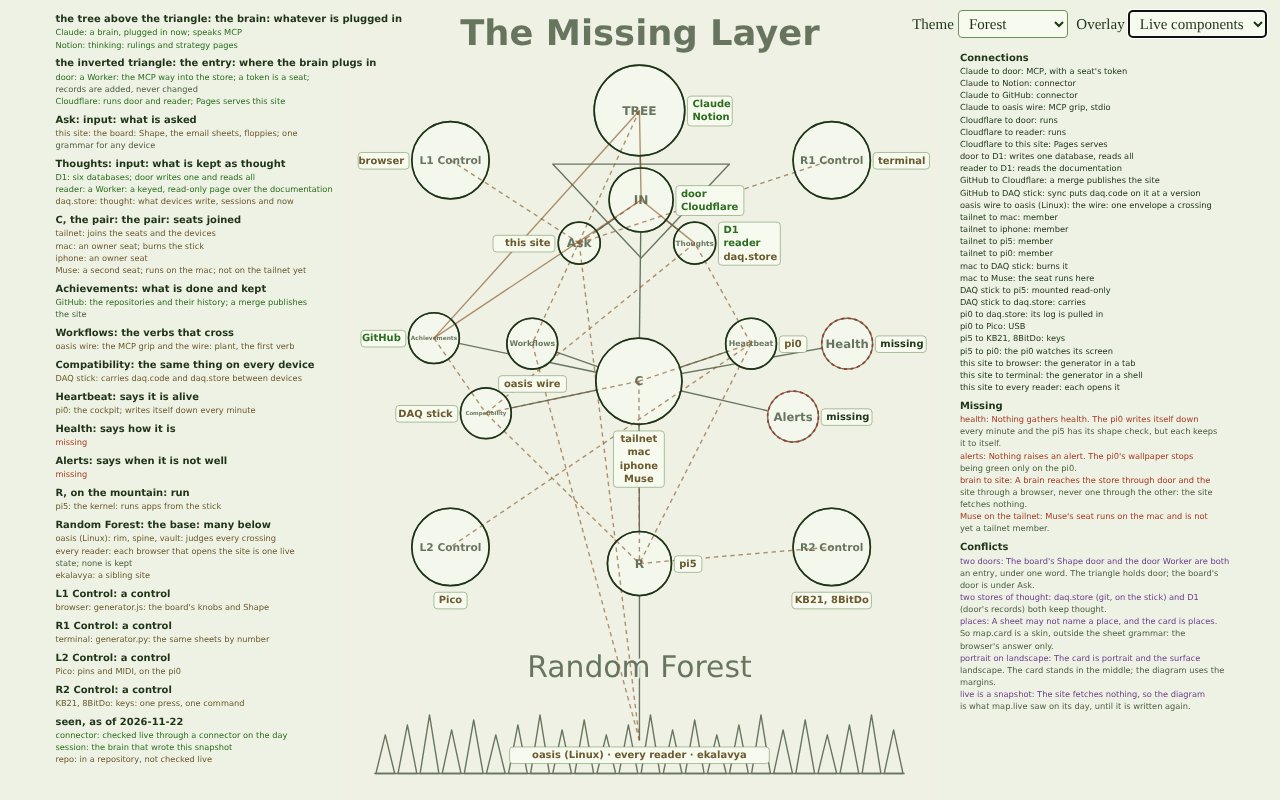 the tree above the triangle: the brain: whatever is plugged in
Claude: a brain, plugged in now; speaks MCP
Notion: thinking: rulings and strategy pages
the inverted triangle: the entry: where the brain plugs in
door: a Worker: the MCP way into the store; a token is a seat;
records are added, never changed
Cloudflare: runs door and reader; Pages serves this site
Ask: input: what is asked
this site: the board: Shape, the email sheets, floppies; one
grammar for any device
Thoughts: input: what is kept as thought
D1: six databases; door writes one and reads all
reader: a Worker: a keyed, read-only page over the documentation
daq.store: thought: what devices write, sessions and now
C, the pair: the pair: seats joined
tailnet: joins the seats and the devices
mac: an owner seat; burns the stick
iphone: an owner seat
Muse: a second seat; runs on the mac; not on the tailnet yet
Achievements: what is done and kept
GitHub: the repositories and their history; a merge publishes
the site
Workflows: the verbs that cross
oasis wire: the MCP grip and the wire: plant, the first verb
Compatibility: the same thing on every device
DAQ stick: carries daq.code and daq.store between devices
Heartbeat: says it is alive
pi0: the cockpit; writes itself down every minute
Health: says how it is
missing
Alerts: says when it is not well
missing
R, on the mountain: run
pi5: the kernel: runs apps from the stick
Random Forest: the base: many below
oasis (Linux): rim, spine, vault: judges every crossing
every reader: each browser that opens the site is one live
state; none is kept
ekalavya: a sibling site
L1 Control: a control
browser: generator.js: the board's knobs and Shape
R1 Control: a control
terminal: generator.py: the same sheets by number
L2 Control: a control
Pico: pins and MIDI, on the pi0
R2 Control: a control
KB21, 8BitDo: keys: one press, one command
seen, as of 2026-11-22
connector: checked live through a connector on the day
session: the brain that wrote this snapshot
repo: in a repository, not checked live
The Missing Layer
TREE
Claude
Notion
L1 Control
browser
R1 Control
terminal
IN
door
Cloudflare
Ask
this site
Thoughts
D1
reader
daq.store
Achievements
GitHub
Workflows
oasis wire
Heartbeat
pi0
Health
missing
C
tailnet
mac
iphone
Muse
Compatibility
DAQ stick
Alerts
missing
L2 Control
Pico
R
pi5
R2 Control
KB21, 8BitDo
Random Forest
oasis (Linux) · every reader · ekalavya
Theme Forest Overlay Live components
Connections
Claude to door: MCP, with a seat's token
Claude to Notion: connector
Claude to GitHub: connector
Claude to oasis wire: MCP grip, stdio
Cloudflare to door: runs
Cloudflare to reader: runs
Cloudflare to this site: Pages serves
door to D1: writes one database, reads all
reader to D1: reads the documentation
GitHub to Cloudflare: a merge publishes the site
GitHub to DAQ stick: sync puts daq.code on it at a version
oasis wire to oasis (Linux): the wire: one envelope a crossing
tailnet to mac: member
tailnet to iphone: member
tailnet to pi5: member
tailnet to pi0: member
mac to DAQ stick: burns it
mac to Muse: the seat runs here
DAQ stick to pi5: mounted read-only
DAQ stick to daq.store: carries
pi0 to daq.store: its log is pulled in
pi0 to Pico: USB
pi5 to KB21, 8BitDo: keys
pi5 to pi0: the pi0 watches its screen
this site to browser: the generator in a tab
this site to terminal: the generator in a shell
this site to every reader: each opens it
Missing
health: Nothing gathers health. The pi0 writes itself down
every minute and the pi5 has its shape check, but each keeps
it to itself.
alerts: Nothing raises an alert. The pi0's wallpaper stops
being green only on the pi0.
brain to site: A brain reaches the store through door and the
site through a browser, never one through the other: the site
fetches nothing.
Muse on the tailnet: Muse's seat runs on the mac and is not
yet a tailnet member.
Conflicts
two doors: The board's Shape door and the door Worker are both
an entry, under one word. The triangle holds door; the board's
door is under Ask.
two stores of thought: daq.store (git, on the stick) and D1
(door's records) both keep thought.
places: A sheet may not name a place, and the card is places.
So map.card is a skin, outside the sheet grammar: the
browser's answer only.
portrait on landscape: The card is portrait and the surface
landscape. The card stands in the middle; the diagram uses the
margins.
live is a snapshot: The site fetches nothing, so the diagram
is what map.live saw on its day, until it is written again.